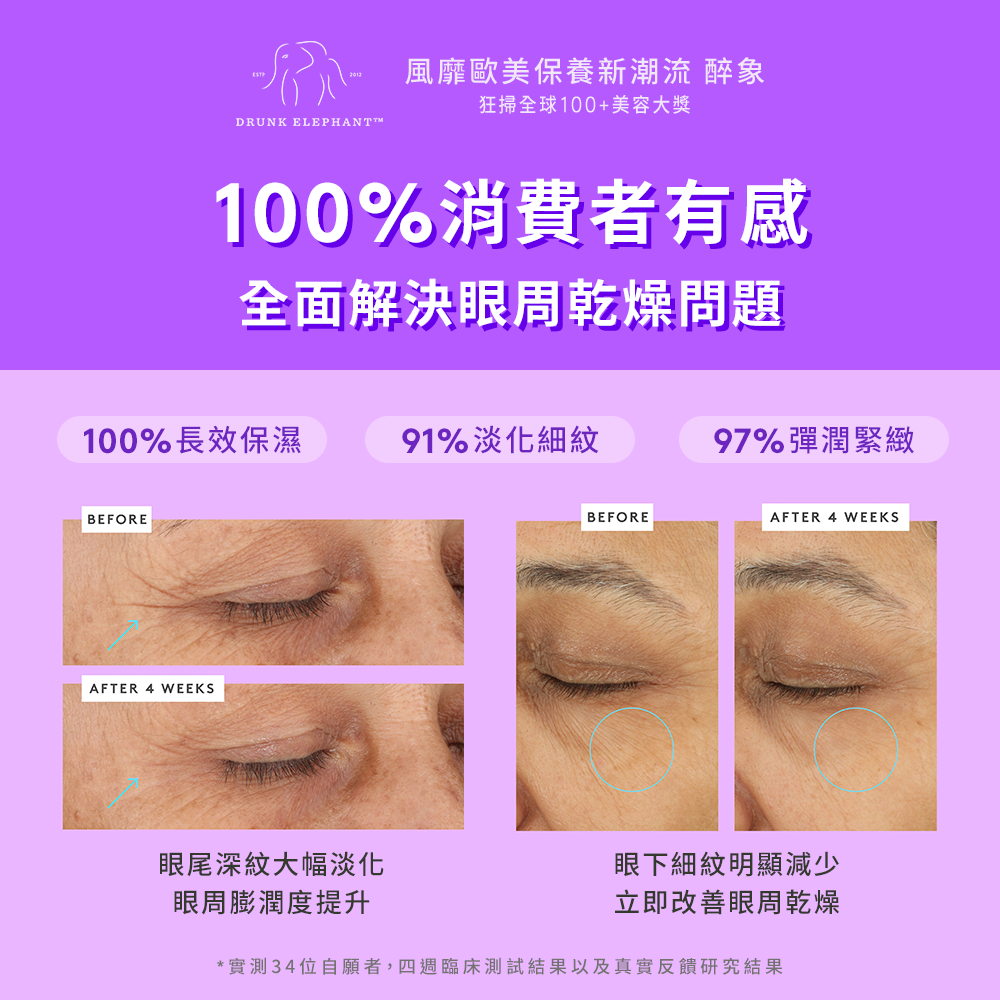 ESTD 2012
DRUNK ELEPHANT™
風靡歐美保養新潮流 醉象
狂掃全球100+美容大獎
100%消費者有感
全面解決眼周乾燥問題
100%長效保濕
91%淡化細紋
97%彈潤緊緻
BEFORE
AFTER 4 WEEKS
眼尾深紋大幅淡化
眼周膨潤度提升
BEFORE
AFTER 4 WEEKS
眼下細紋明顯減少
立即改善眼周乾燥
*實測34位自願者,四週臨床測試結果以及真實反饋研究結果